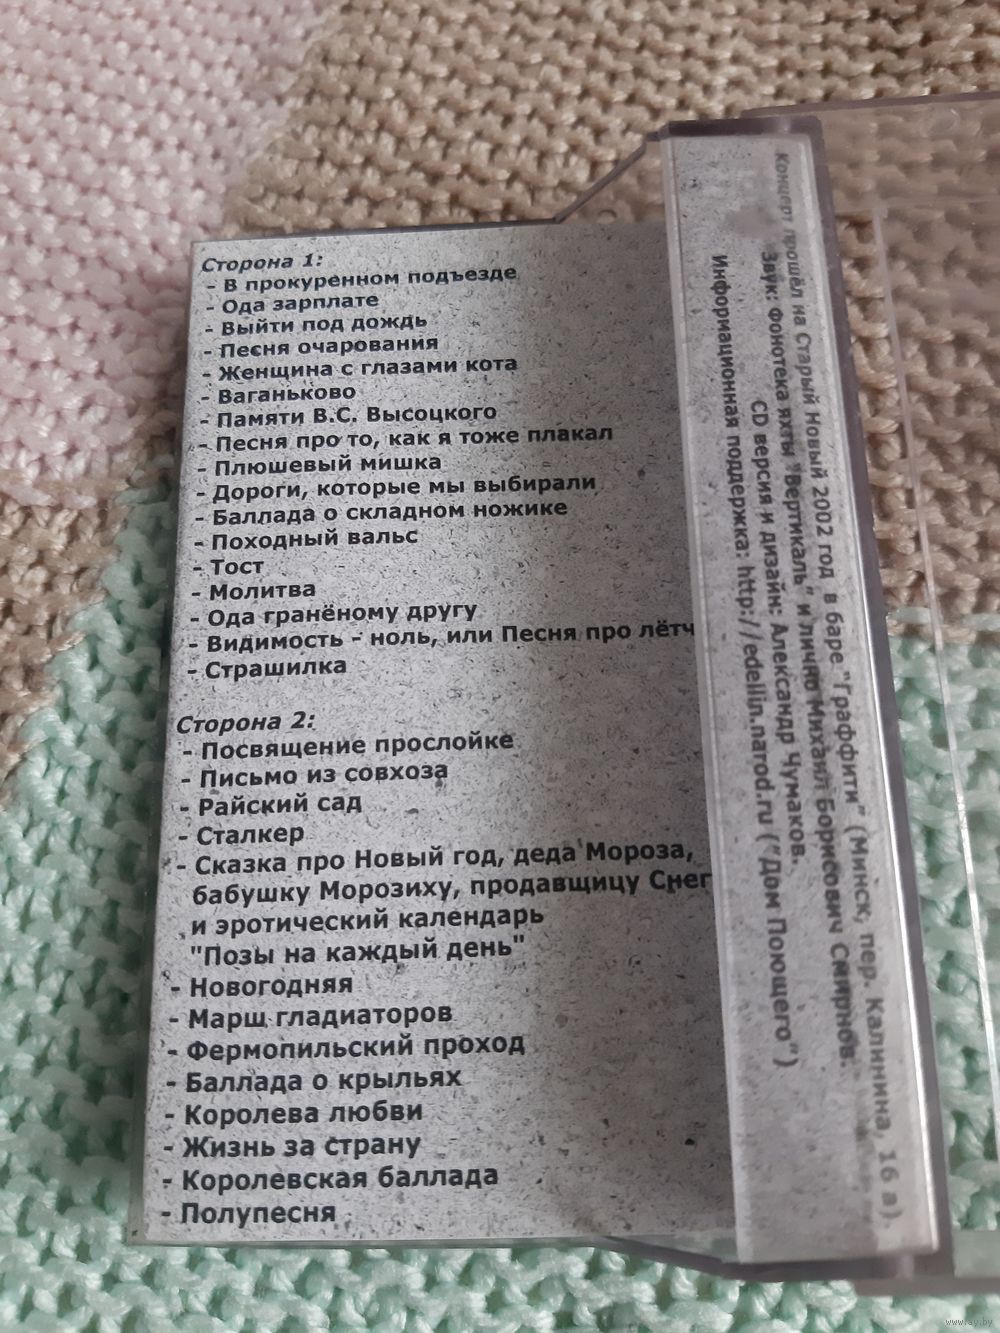 Сторона 1:
- В прокуренном подъезде
- Ода зарплате
- Выйти под дождь
- Песня очарования
- Женщина с глазами кота
- Ваганьково
- Памяти В.С. Высоцкого
- Песня про то, как я тоже плакал
- Плюшевый мишка
- Дороги, которые мы выбирали
- Баллада о складном ножике
- Походный вальс
- Тост
- Молитва
- Ода гранёному другу
- Видимость - ноль, или Песня про лётч
- Страшилка
Сторона 2:
- Посвящение прослойке
- Письмо из совхоза
- Райский сад
- Сталкер
- Сказка про Новый год, деда Мороза,
бабушку Морозиху, продавщицу Снег
и эротический календарь
"Позы на каждый день"
- Новогодняя
- Марш гладиаторов
- Фермопильский проход
- Баллада о крыльях
- Королева любви
- Жизнь за страну
- Королевская баллада
- Полупесня
Концерт прошёл на Старый Новый 2002 год в баре "Граффити" (Минск, пер. Калинина, 16 а).
Звук: Фонотека яхты "Вертикаль" и лично Михаил Борисович Смирнов.
CD версия и дизайн: Александр Чумаков.
Информационная поддержка: http://edellin.narod.ru ("Дом Поющего")
www.ay.by